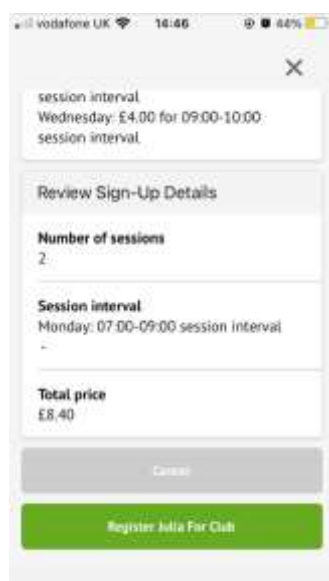 vodafone UK 16:46 44%
session interval
Wednesday: £4.00 for 09:00-10:00
session interval
Review Sign-Up Details
Number of sessions
2
Session interval
Monday: 07:00-09:00 session interval
-
Total price
£8.40
Cancel
Register Julia For Club